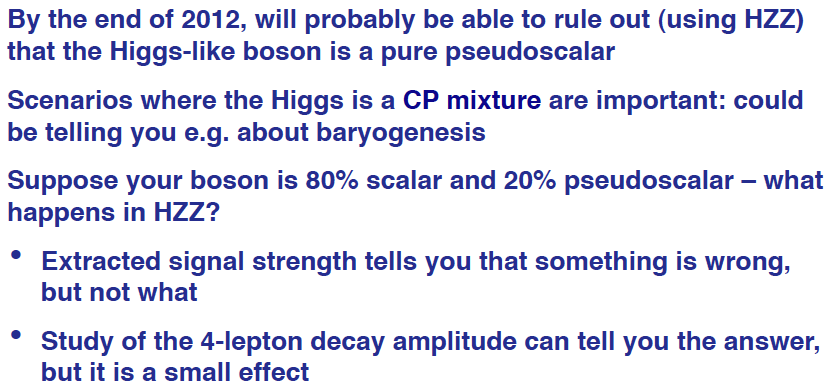 By the end of 2012, will probably be able to rule out (using HZZ)
that the Higgs-like boson is a pure pseudoscalar
Scenarios where the Higgs is a CP mixture are important: could
be telling you e.g. about baryogenesis
Suppose your boson is 80% scalar and 20% pseudoscalar – what
happens in HZZ?
• Extracted signal strength tells you that something is wrong,
but not what
• Study of the 4-lepton decay amplitude can tell you the answer,
but it is a small effect